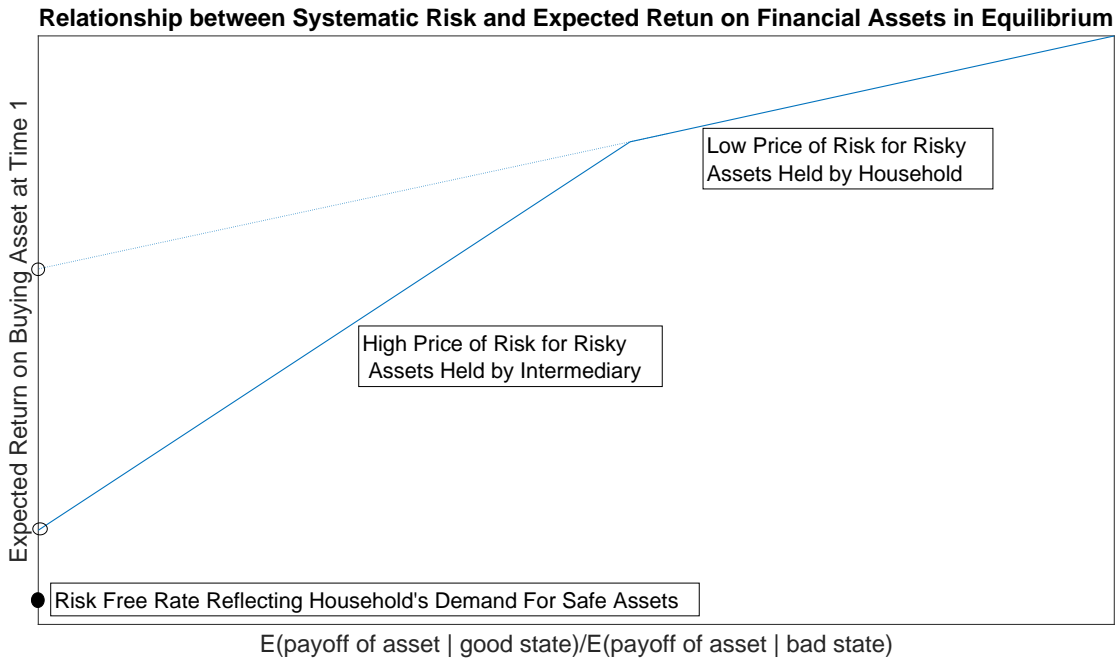 Relationship between Systematic Risk and Expected Retun on Financial Assets in Equilibrium
Expected Return on Buying Asset at Time 1
Low Price of Risk for Risky
Assets Held by Household
High Price of Risk for Risky
Assets Held by Intermediary
Risk Free Rate Reflecting Household's Demand For Safe Assets
E(payoff of asset | good state)/E(payoff of asset | bad state)